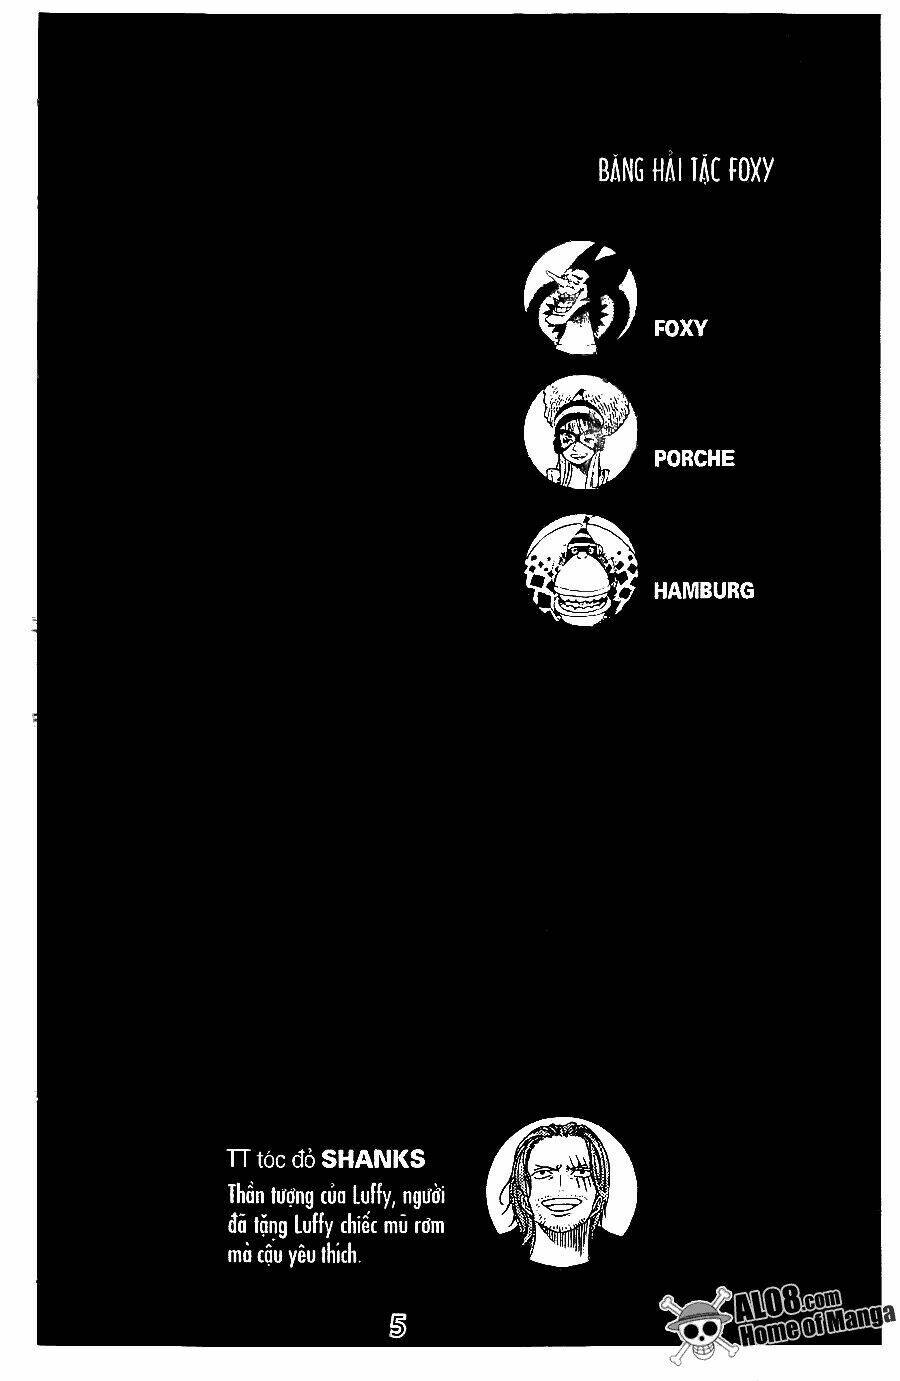 BĂNG HẢI TẶC FOXY
FOXY
PORCHE
HAMBURG
TT tóc đỏ SHANKS
Thần tượng của Luffy, người
đã tặng Luffy chiếc mũ rơm
mà cậu yêu thích.
5
ALO8.com
Home of Manga